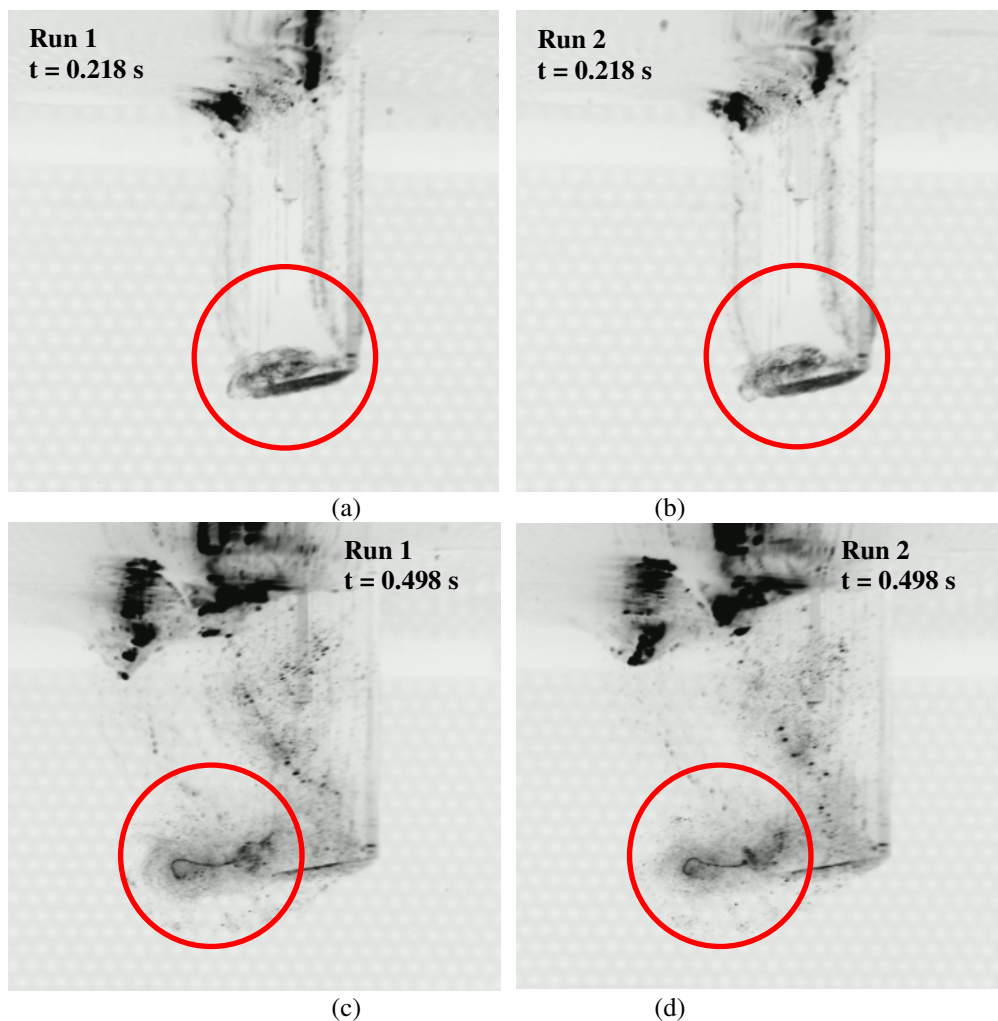 Run 1
t = 0.218 s
Run 2
t = 0.218 s
(a)
(b)
Run 1
t = 0.498 s
Run 2
t = 0.498 s
(c)
(d)